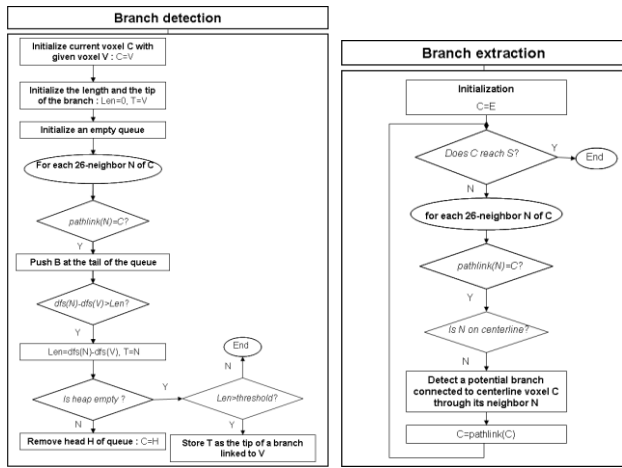 Branch detection
Initialize current voxel C with
given voxel V : C=V
Initialize the length and the tip
of the branch : Len=0, T=V
Initialize an empty queue
For each 26-neighbor N of C
pathlink(N)=C?
Y
Push B at the tail of the queue
dfs(N)-dfs(V)>Len?
Y
Len=dfs(N)-dfs(V), T=N
Is heap empty ?
Y
N
Remove head H of queue : C=H
End
N
Len>threshold?
Y
Store T as the tip of a branch
linked to V
Branch extraction
Initialization
C=E
Does C reach S?
Y
End
N
for each 26-neighbor N of C
pathlink(N)=C?
Y
Is N on centerline?
N
Detect a potential branch
connected to centerline voxel C
through its neighbor N
C=pathlink(C)